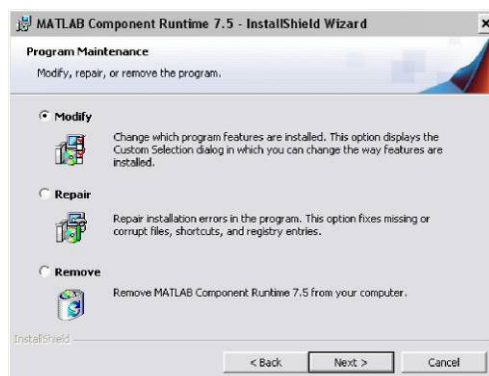 MATLAB Component Runtime 7.5 - InstallShield Wizard
Program Maintenance
Modify, repair, or remove the program.
Modify
Change which program features are installed. This option displays the
Custom Selection dialog in which you can change the way features are
installed.
Repair
Repair installation errors in the program. This option fixes missing or
corrupt files, shortcuts, and registry entries.
Remove
Remove MATLAB Component Runtime 7.5 from your computer.
InstallShield
< Back
Next >
Cancel